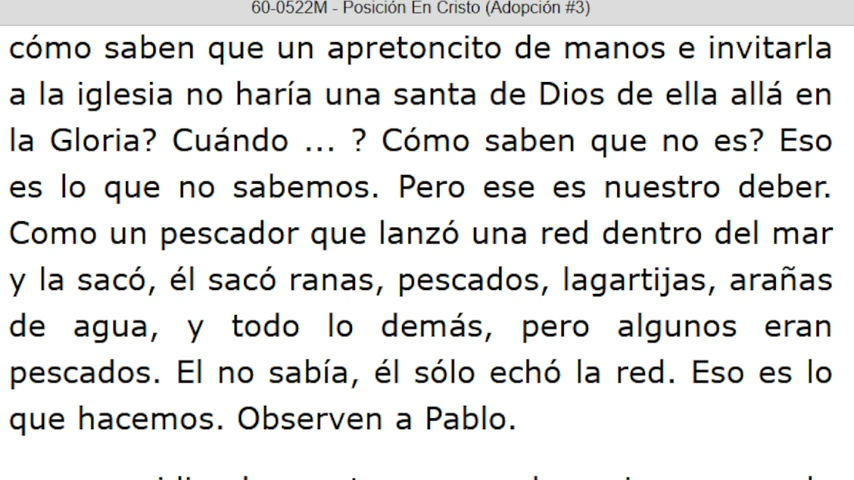 60-0522M - Posición En Cristo (Adopción #3)
cómo saben que un apretoncito de manos e invitarla
a la iglesia no haría una santa de Dios de ella allá en
la Gloria? Cuándo ... ? Cómo saben que no es? Eso
es lo que no sabemos. Pero ese es nuestro deber.
Como un pescador que lanzó una red dentro del mar
y la sacó, él sacó ranas, pescados, lagartijas, arañas
de agua, y todo lo demás, pero algunos eran
pescados. El no sabía, él sólo echó la red. Eso es lo
que hacemos. Observen a Pablo.